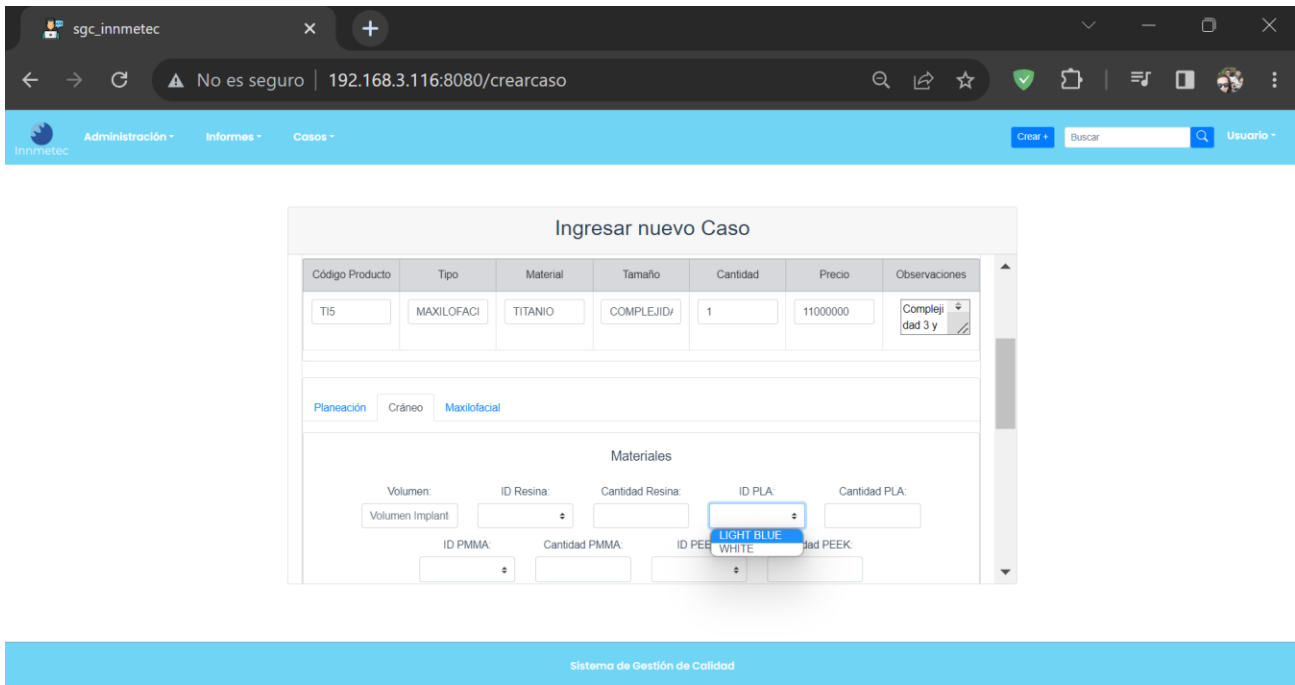 sgc_innmetec
No es seguro | 192.168.3.116:8080/crearcaso
Innmetec
Administración
Informes
Casos
Crear +
Buscar
Usuario
Ingresar nuevo Caso
Código Producto Tipo Material Tamaño Cantidad Precio Observaciones
TI5 MAXILOFACI TITANIO COMPLEJID 1 11000000 Compleji
dad 3 y
Planeación Cráneo Maxilofacial
Materiales
Volumen: ID Resina: Cantidad Resina: ID PLA: Cantidad PLA:
Volumen Implant
LIGHT BLUE
WHITE
ID PMMA: Cantidad PMMA: ID PEE dad PEEK:
Sistema de Gestión de Calidad